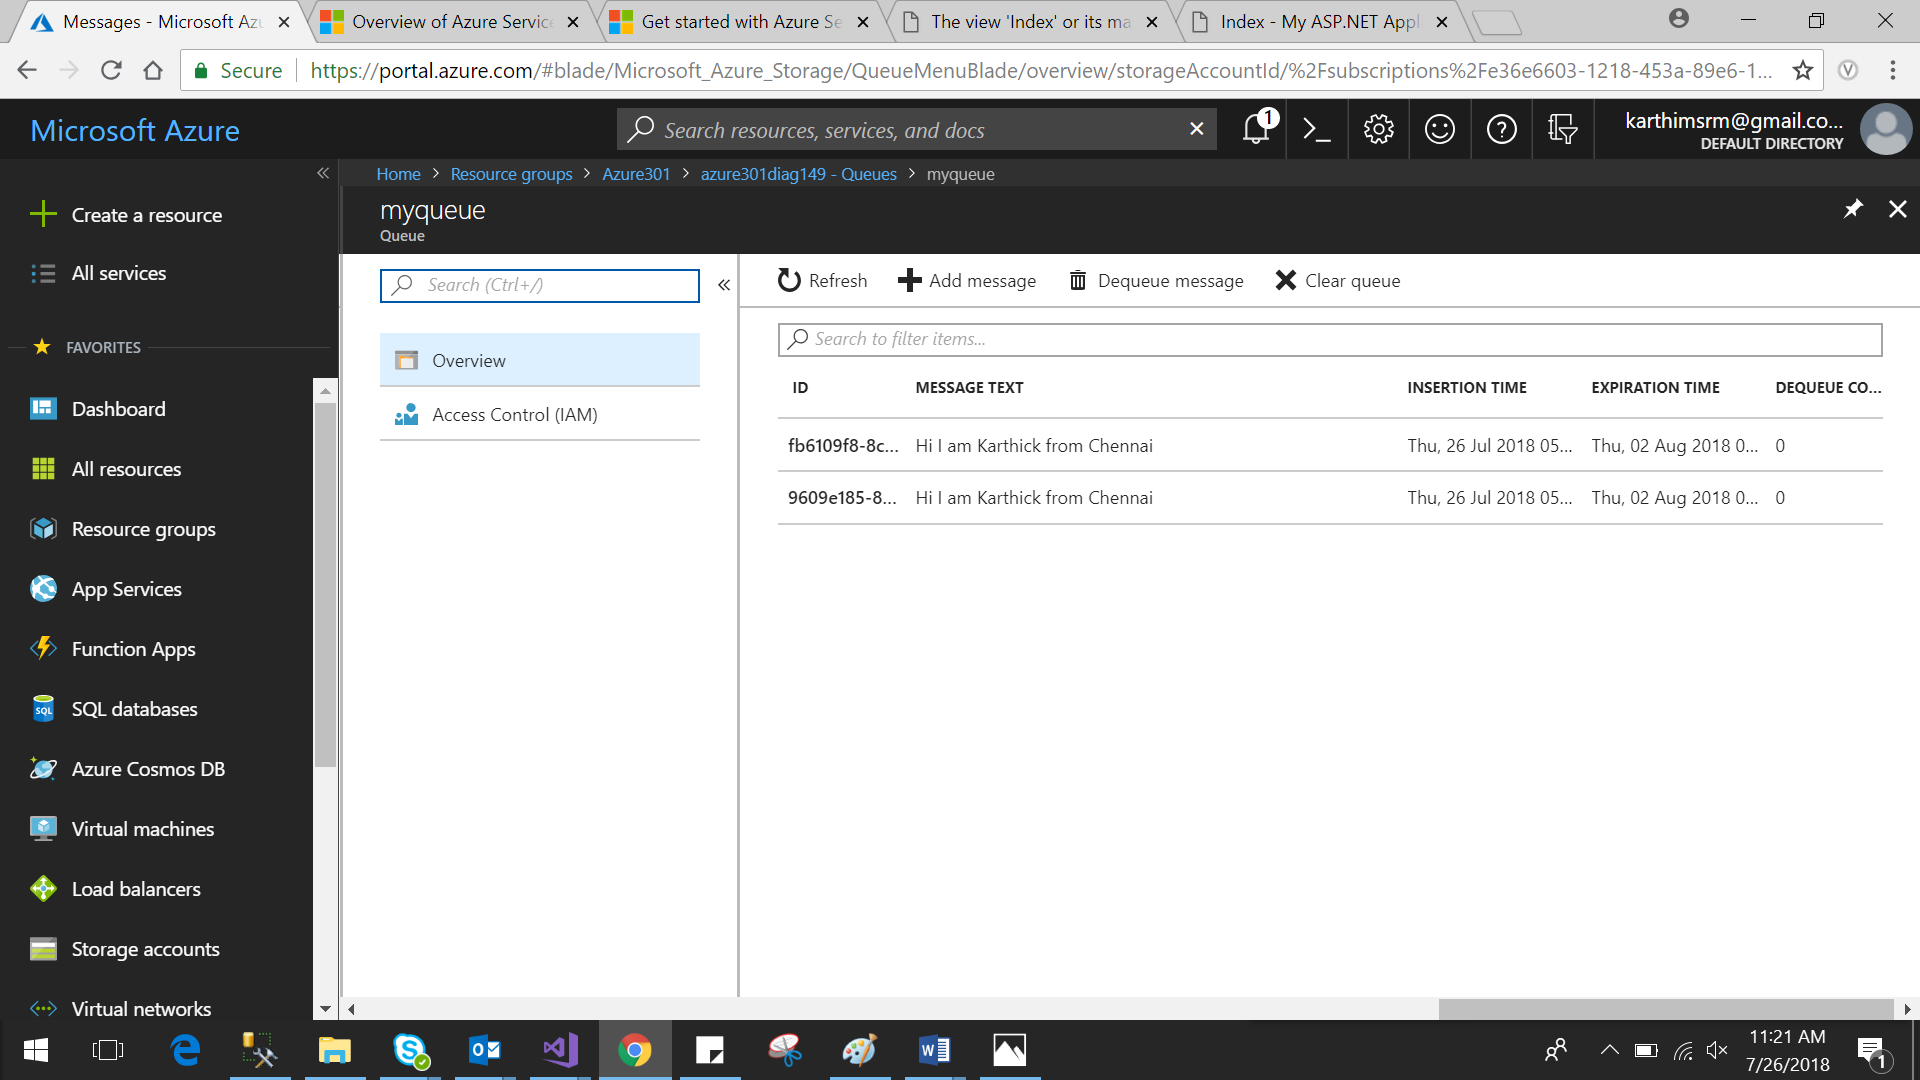 Messages - Microsoft Azu
Overview of Azure Service
Get started with Azure Se
The view 'Index' or its ma
Index - My ASP.NET Appl
Secure
https://portal.azure.com/#blade/Microsoft_Azure_Storage/QueueMenuBlade/overview/storageAccountId/%2Fsubscriptions%2Fe36e6603-1218-453a-89e6-1...
Microsoft Azure
Search resources, services, and docs
1
karthimsrm@gmail.co...
DEFAULT DIRECTORY
Home > Resource groups > Azure301 > azure301diag149 - Queues > myqueue
myqueue
Queue
Create a resource
All services
FAVORITES
Dashboard
All resources
Resource groups
App Services
Function Apps
SQL databases
Azure Cosmos DB
Virtual machines
Load balancers
Storage accounts
Virtual networks
Search (Ctrl+/)
Overview
Access Control (IAM)
Refresh Add message Dequeue message Clear queue
Search to filter items...
ID MESSAGE TEXT INSERTION TIME EXPIRATION TIME DEQUEUE CO...
fb6109f8-8c... Hi I am Karthick from Chennai Thu, 26 Jul 2018 05... Thu, 02 Aug 2018 0... 0
9609e185-8... Hi I am Karthick from Chennai Thu, 26 Jul 2018 05... Thu, 02 Aug 2018 0... 0
11:21 AM
7/26/2018
1